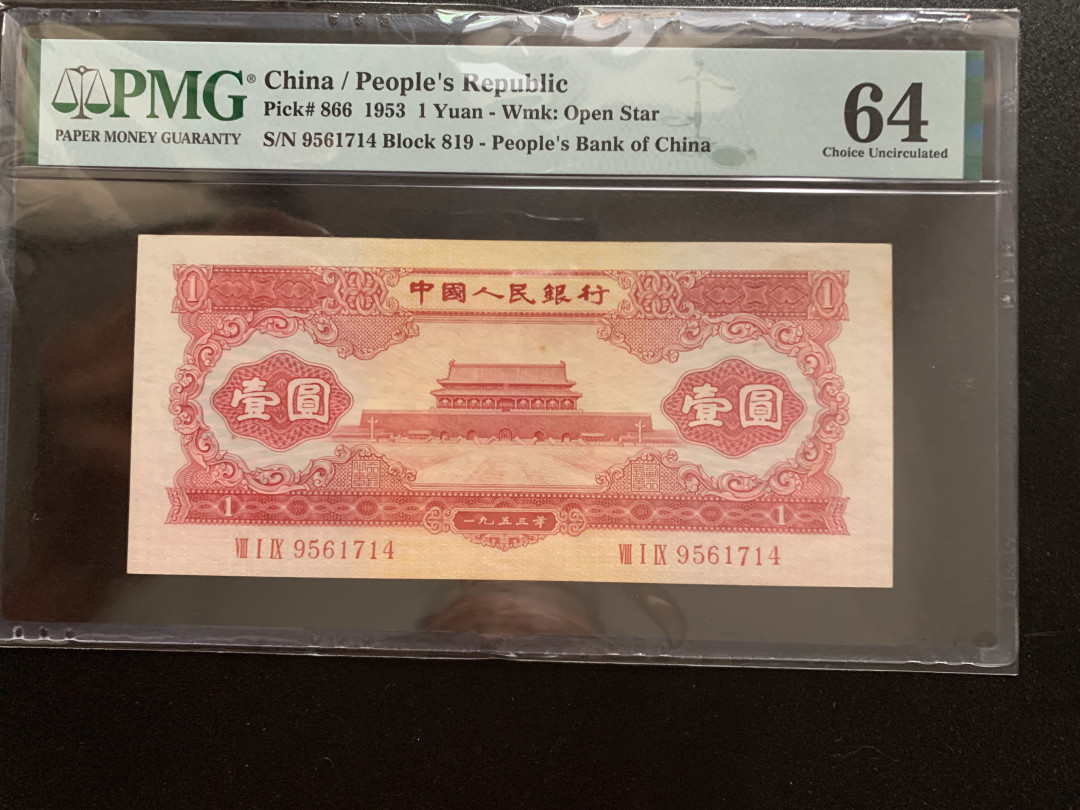 PMG®
PAPER MONEY GUARANTY
China / People's Republic
Pick# 866 1953 1 Yuan - Wmk: Open Star
S/N 9561714 Block 819 - People's Bank of China
64
Choice Uncirculated
1 中國人民銀行 1
壹圓 壹圓
1 一九五三年 1
VIII I IX 9561714 VIII I IX 9561714